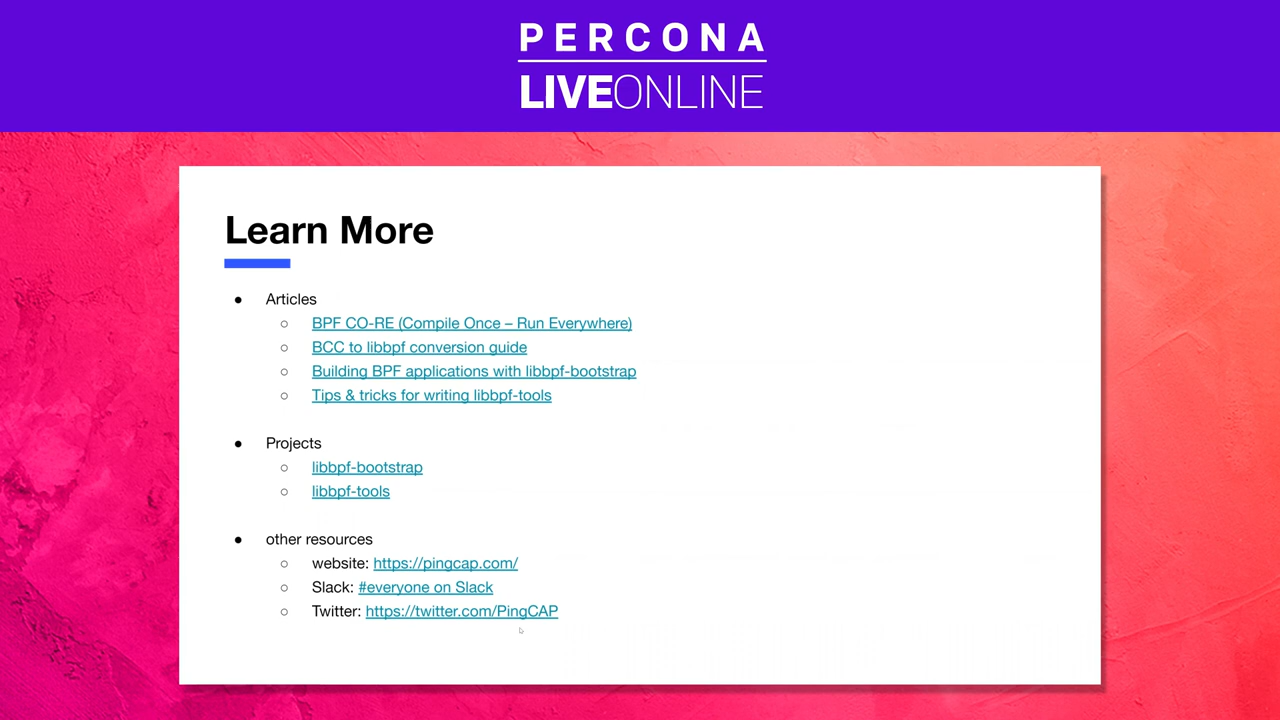 PERCONA
LIVEONLINE
Learn More
● Articles
○ BPF CO-RE (Compile Once – Run Everywhere)
○ BCC to libbpf conversion guide
○ Building BPF applications with libbpf-bootstrap
○ Tips & tricks for writing libbpf-tools
● Projects
○ libbpf-bootstrap
○ libbpf-tools
● other resources
○ website: https://pingcap.com/
○ Slack: #everyone on Slack
○ Twitter: https://twitter.com/PingCAP